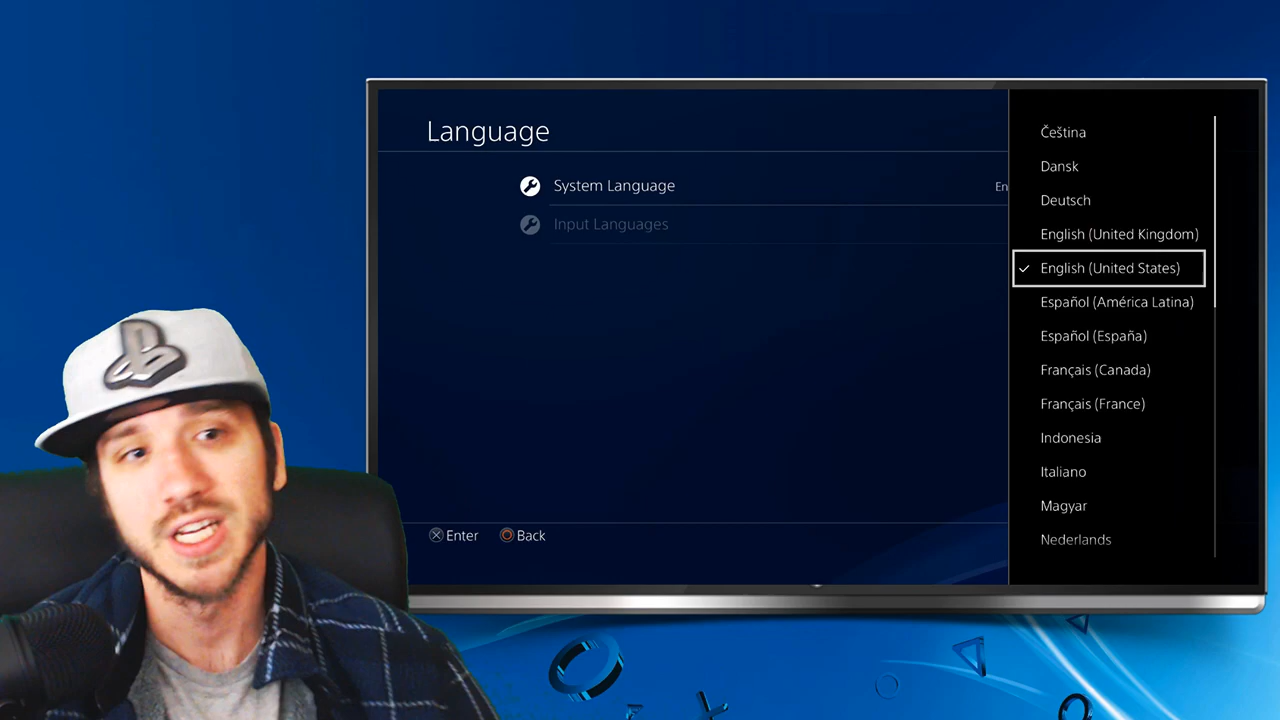 Language
System Language
En
Input Languages
Čeština
Dansk
Deutsch
English (United Kingdom)
English (United States)
Español (América Latina)
Español (España)
Français (Canada)
Français (France)
Indonesia
Italiano
Magyar
Nederlands
Enter
Back